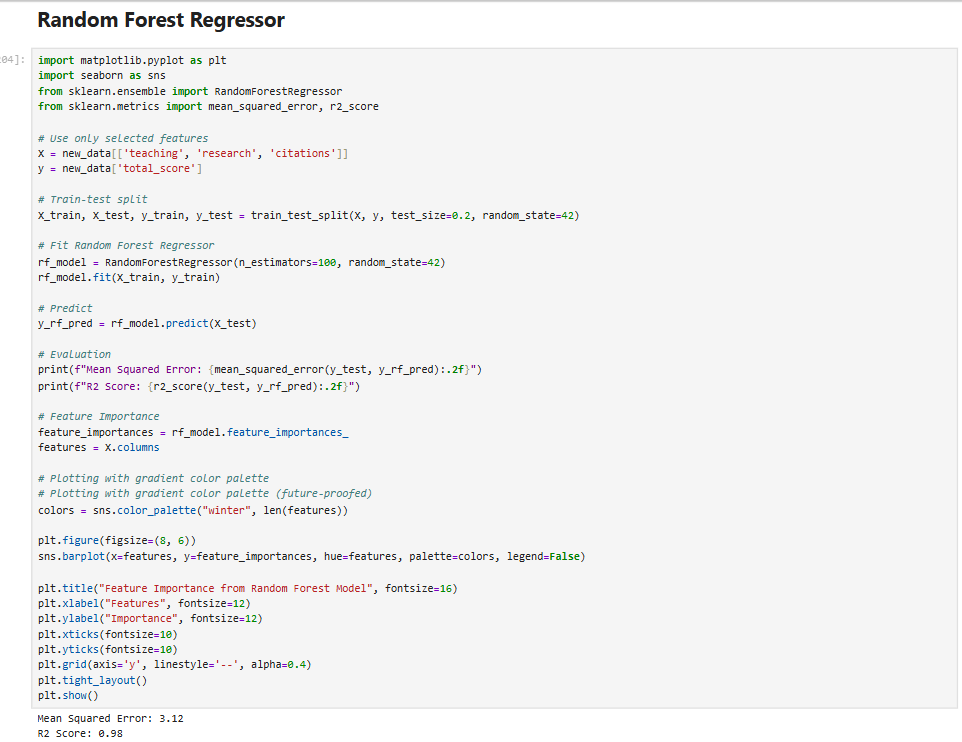 Random Forest Regressor
04]:
import matplotlib.pyplot as plt
import seaborn as sns
from sklearn.ensemble import RandomForestRegressor
from sklearn.metrics import mean_squared_error, r2_score
# Use only selected features
X = new_data[['teaching', 'research', 'citations']]
y = new_data['total_score']
# Train-test split
X_train, X_test, y_train, y_test = train_test_split(X, y, test_size=0.2, random_state=42)
# Fit Random Forest Regressor
rf_model = RandomForestRegressor(n_estimators=100, random_state=42)
rf_model.fit(X_train, y_train)
# Predict
y_rf_pred = rf_model.predict(X_test)
# Evaluation
print(f"Mean Squared Error: {mean_squared_error(y_test, y_rf_pred):.2f}")
print(f"R2 Score: {r2_score(y_test, y_rf_pred):.2f}")
# Feature Importance
feature_importances = rf_model.feature_importances_
features = X.columns
# Plotting with gradient color palette
# Plotting with gradient color palette (future-proofed)
colors = sns.color_palette("winter", len(features))
plt.figure(figsize=(8, 6))
sns.barplot(x=features, y=feature_importances, hue=features, palette=colors, legend=False)
plt.title("Feature Importance from Random Forest Model", fontsize=16)
plt.xlabel("Features", fontsize=12)
plt.ylabel("Importance", fontsize=12)
plt.xticks(fontsize=10)
plt.yticks(fontsize=10)
plt.grid(axis='y', linestyle='--', alpha=0.4)
plt.tight_layout()
plt.show()
Mean Squared Error: 3.12
R2 Score: 0.98